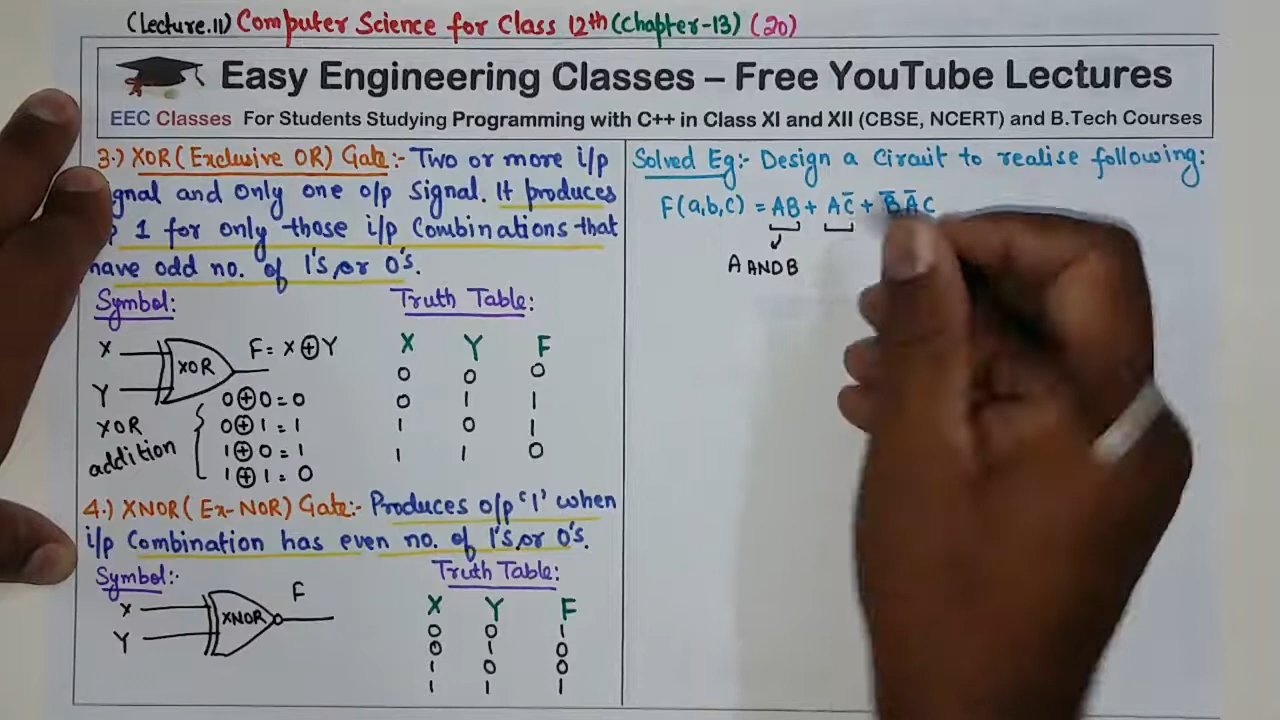 (Lecture.11) Computer Science for Class 12th (Chapter-13) (20)
Easy Engineering Classes – Free YouTube Lectures
EEC Classes For Students Studying Programming with C++ in Class XI and XII (CBSE, NCERT) and B.Tech Courses
3.) XOR (Exclusive OR) Gate:- Two or more i/p
gnal and only one o/p Signal. It produces
p 1 for only those i/p Combinations that
have odd no. of 1's, or 0's.
Symbol:
X
Y
XOR
F = X⊕Y
XOR
addition
0⊕0=0
0⊕1=1
1⊕0=1
1⊕1=0
Truth Table:
X Y F
0 0 0
0 1 1
1 0 1
1 1 0
4.) XNOR (Ex-NOR) Gate:- Produces o/p '1' when
i/p Combination has even no. of 1's, or 0's.
Symbol:-
X
Y
XNOR
F
Truth Table:
X Y F
0 0 1
0 1 0
1 0 0
1 1 1
Solved Eg:- Design a Circuit to realise following:
F(a,b,c) = AB + AC̅ + B̅A̅C
A AND B